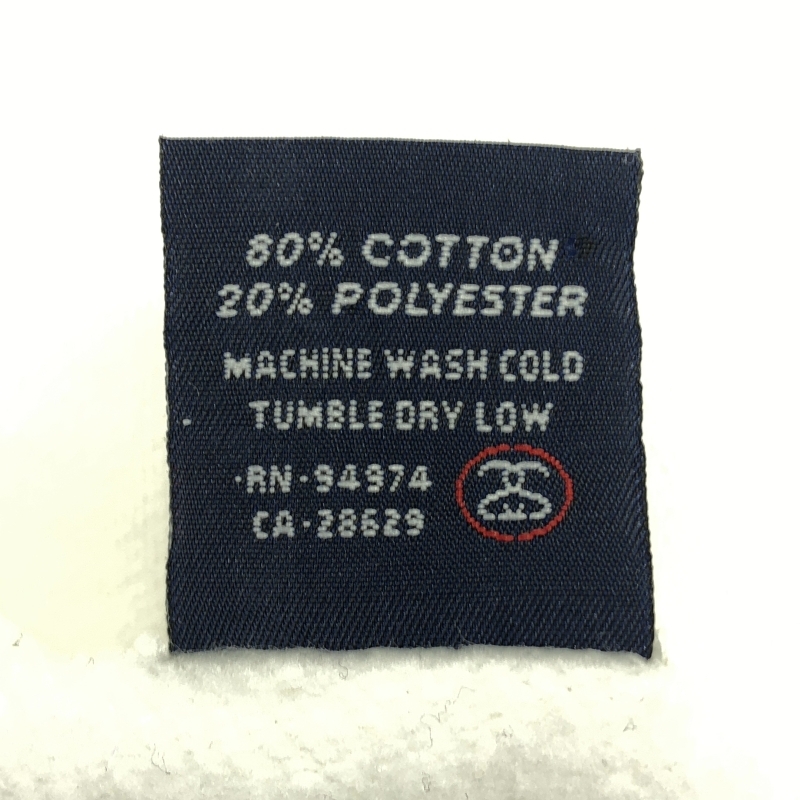 80% COTTON
20% POLYESTER
MACHINE WASH COLD
TUMBLE DRY LOW
·RN·94974
CA·28629